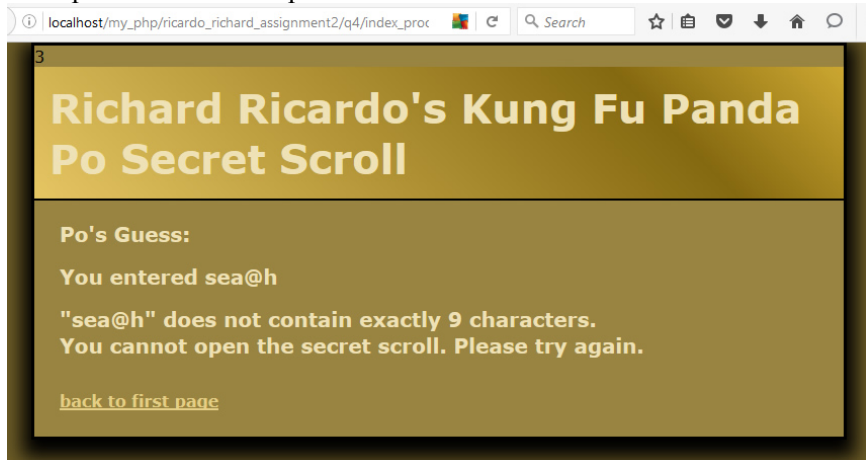 localhost/my_php/ricardo_richard_assignment2/q4/index_proc
Search
3
Richard Ricardo's Kung Fu Panda
Po Secret Scroll
Po's Guess:
You entered sea@h
"sea@h" does not contain exactly 9 characters.
You cannot open the secret scroll. Please try again.
back to first page